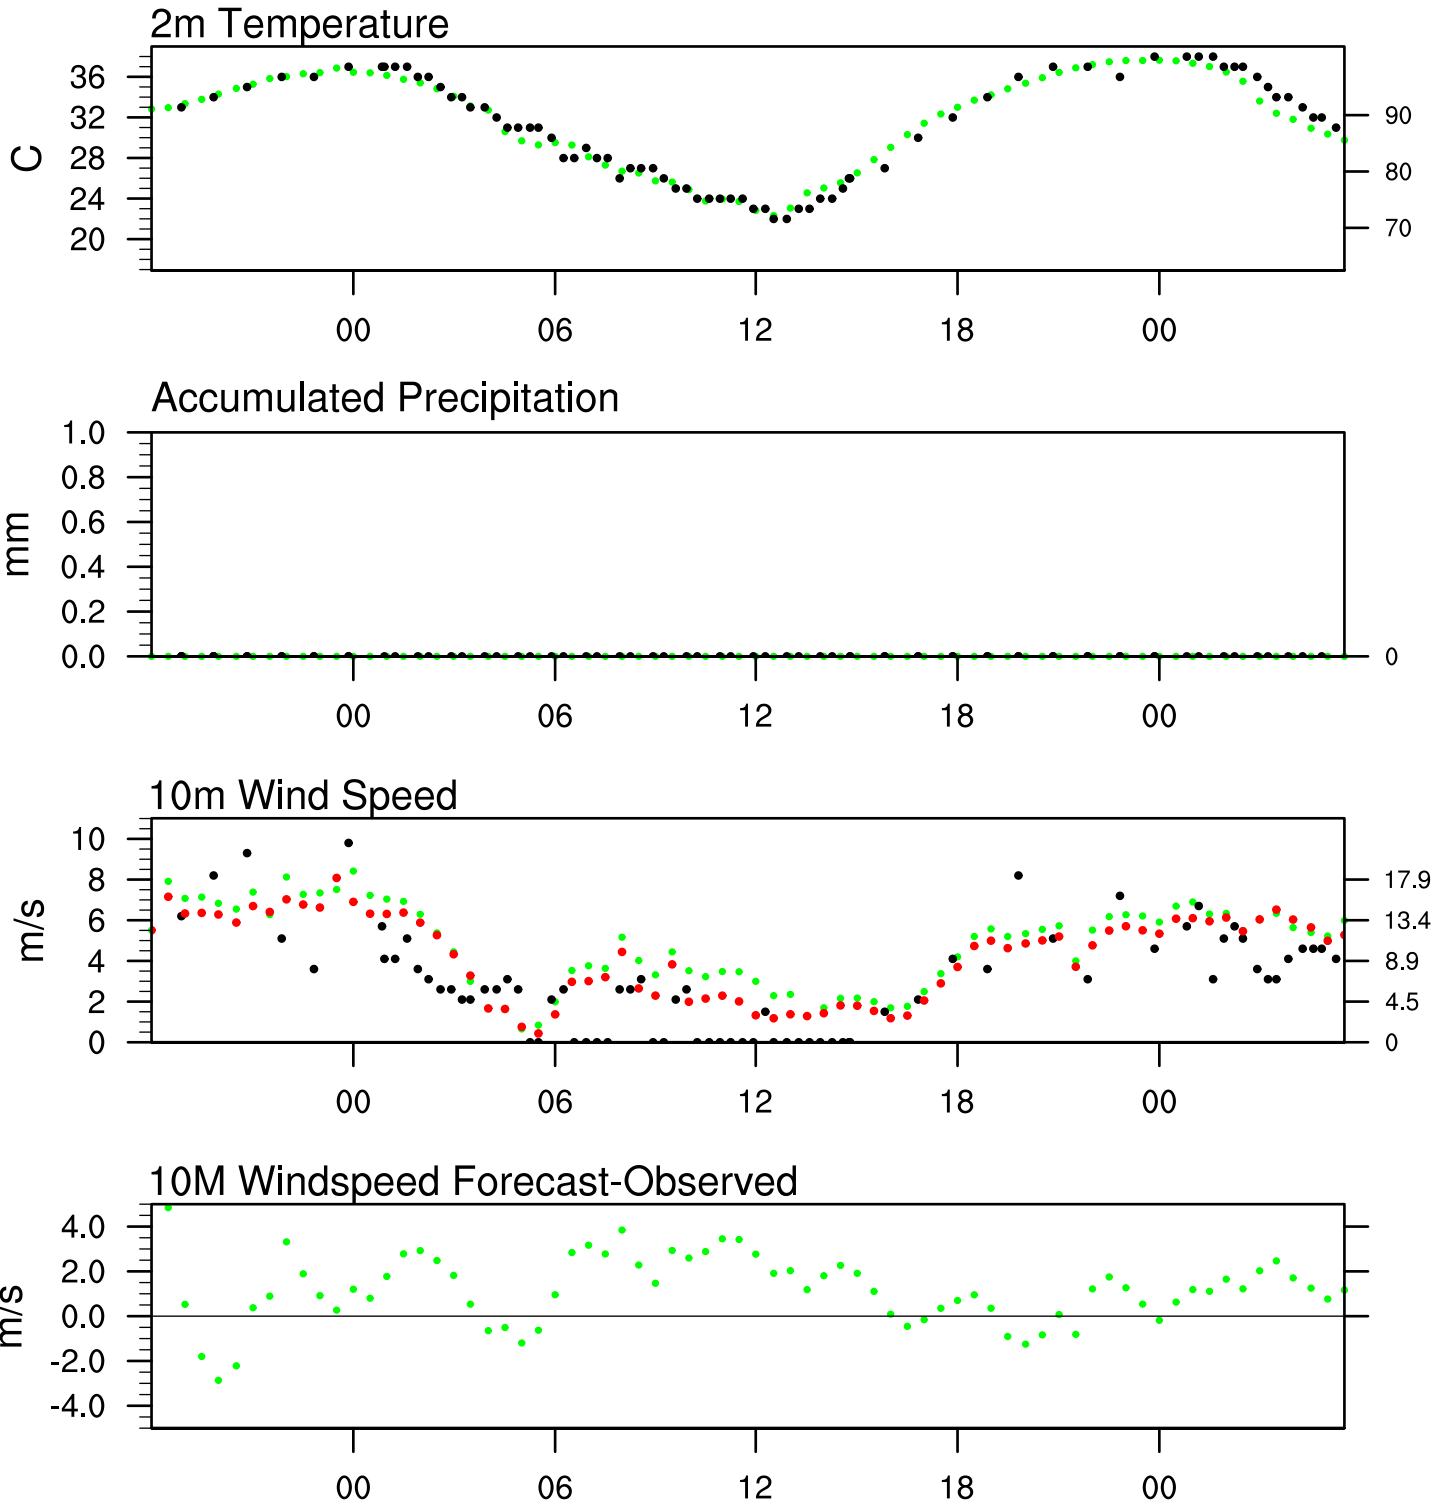 2m Temperature
36
32
28
24
20
C
90
80
70
00 06 12 18 00
Accumulated Precipitation
1.0
0.8
0.6
0.4
0.2
0.0
mm
0
00 06 12 18 00
10m Wind Speed
10
8
6
4
2
0
m/s
17.9
13.4
8.9
4.5
0
00 06 12 18 00
10M Windspeed Forecast-Observed
4.0
2.0
0.0
-2.0
-4.0
m/s
00 06 12 18 00